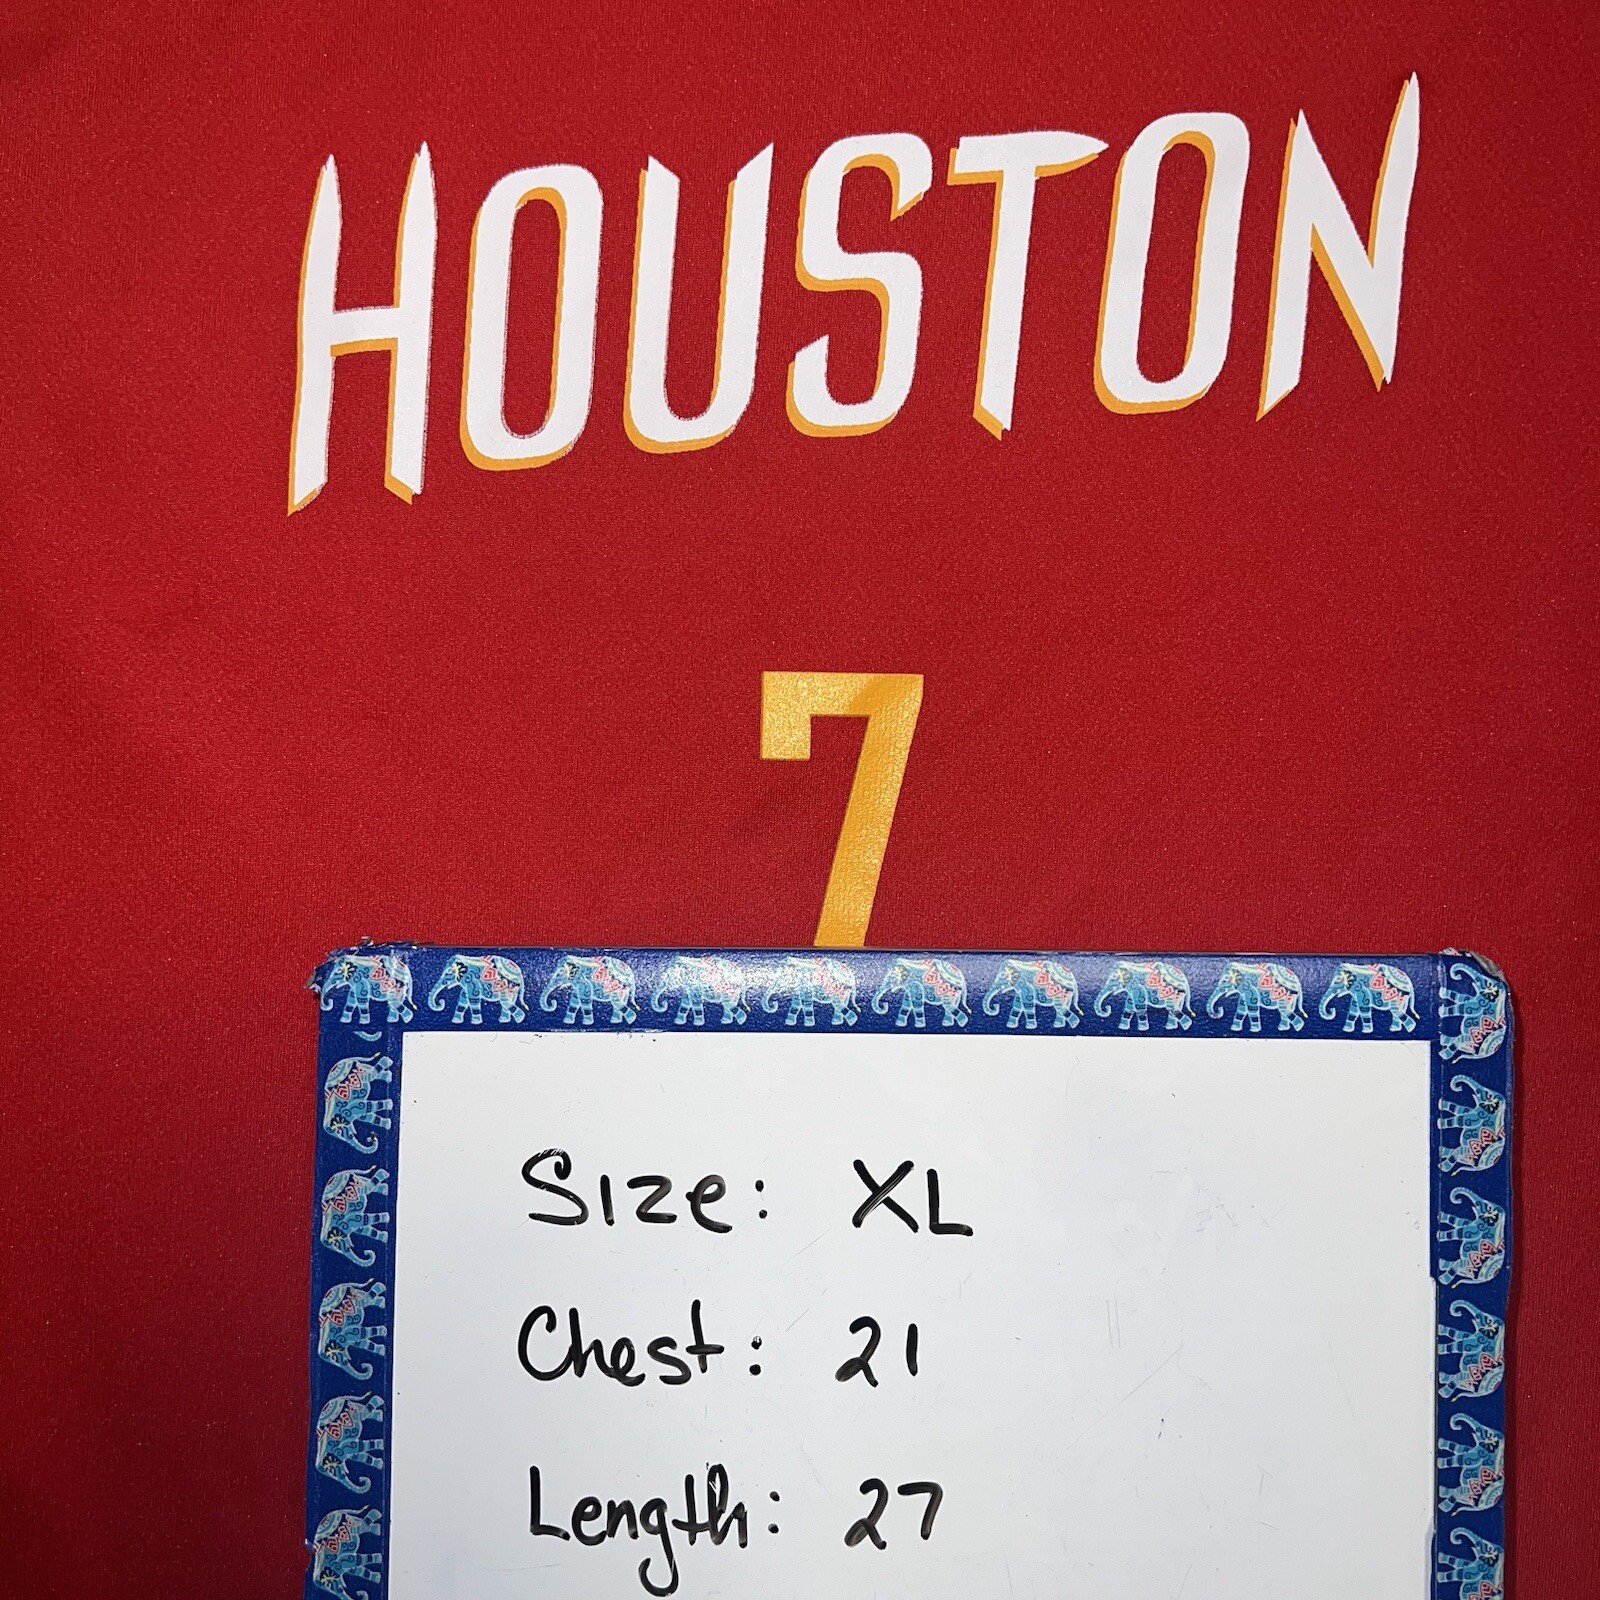 HOUSTON
7
Size: XL
Chest: 21
Length: 27